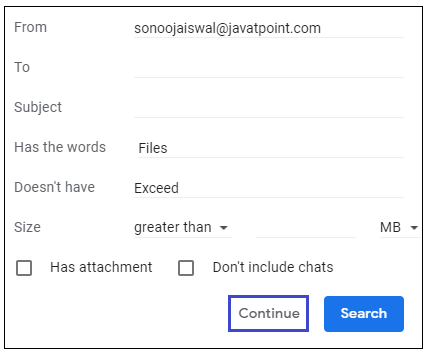 From sonoojaiswal@javatpoint.com
To
Subject
Has the words Files
Doesn't have Exceed
Size greater than MB
Has attachment Don't include chats
Continue Search